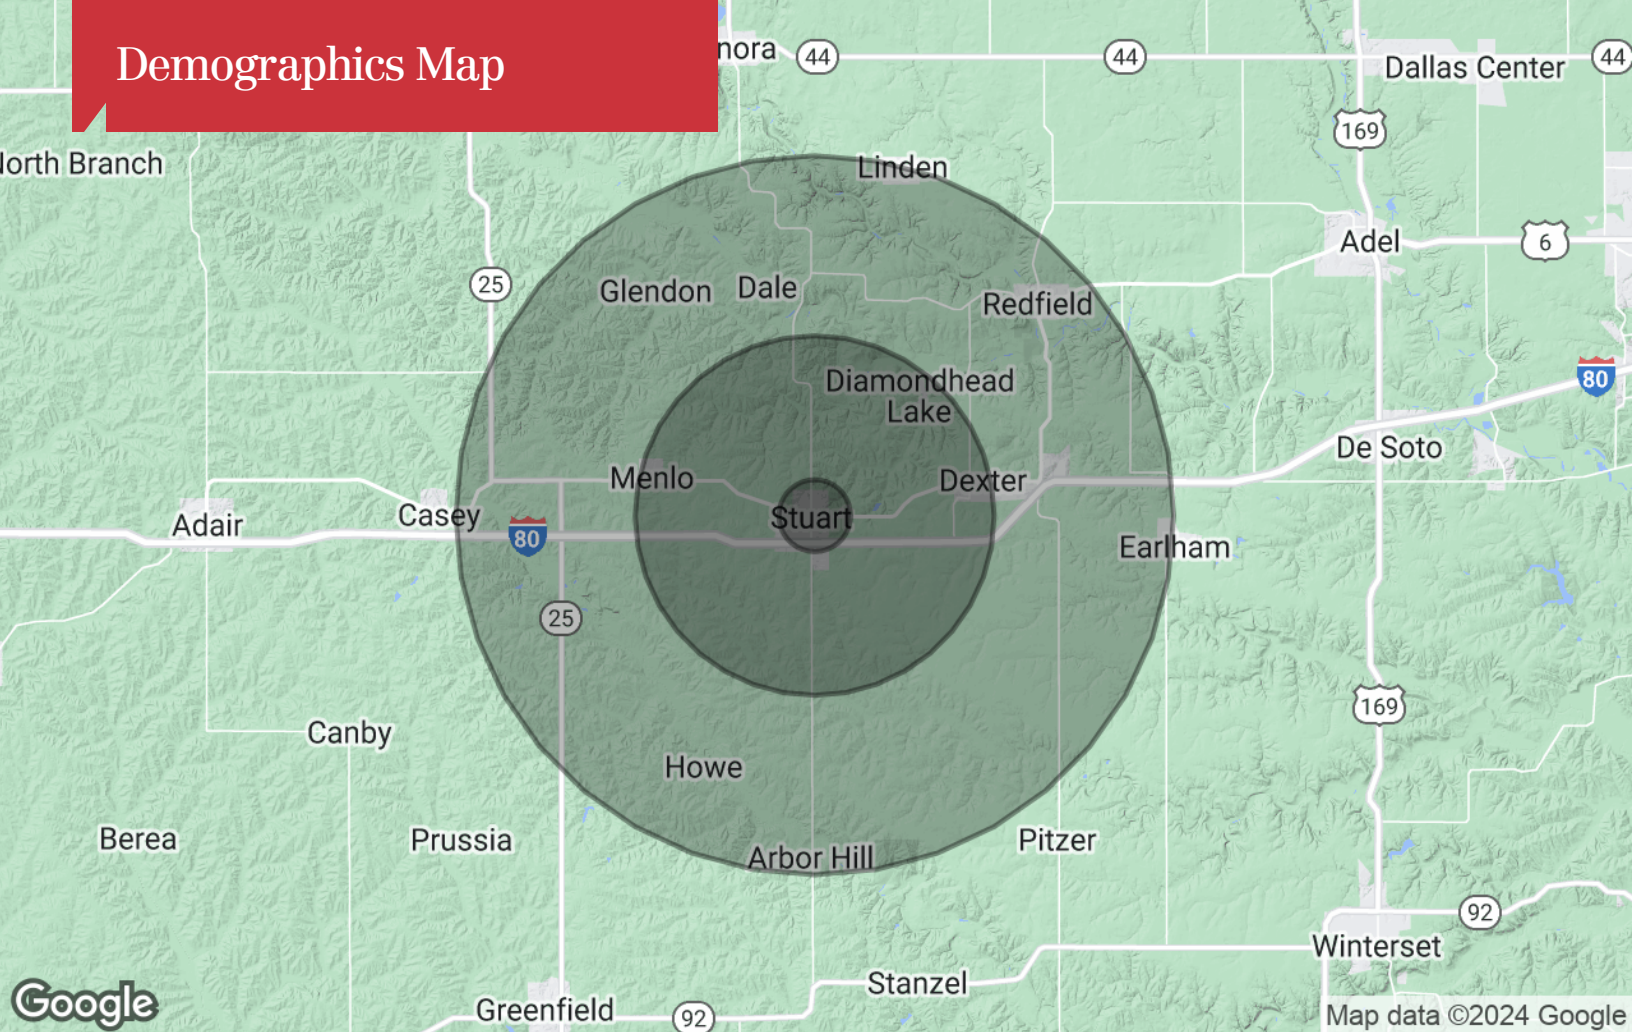 Demographics Map
nora
44
44
44
Dallas Center
169
North Branch
Linden
Adel
6
25
Glendon
Dale
Redfield
80
Diamondhead
Lake
De Soto
Menlo
Dexter
Adair
Casey
Stuart
80
Earlham
25
169
Canby
Howe
Berea
Prussia
Arbor Hill
Pitzer
92
Winterset
Stanzel
Google
Greenfield
92
Map data ©2024 Google